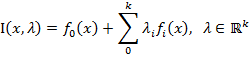 I(x, λ) = f₀(x) + ∑₀ᵏ λᵢfᵢ(x), λ ∈ ℝᵏ